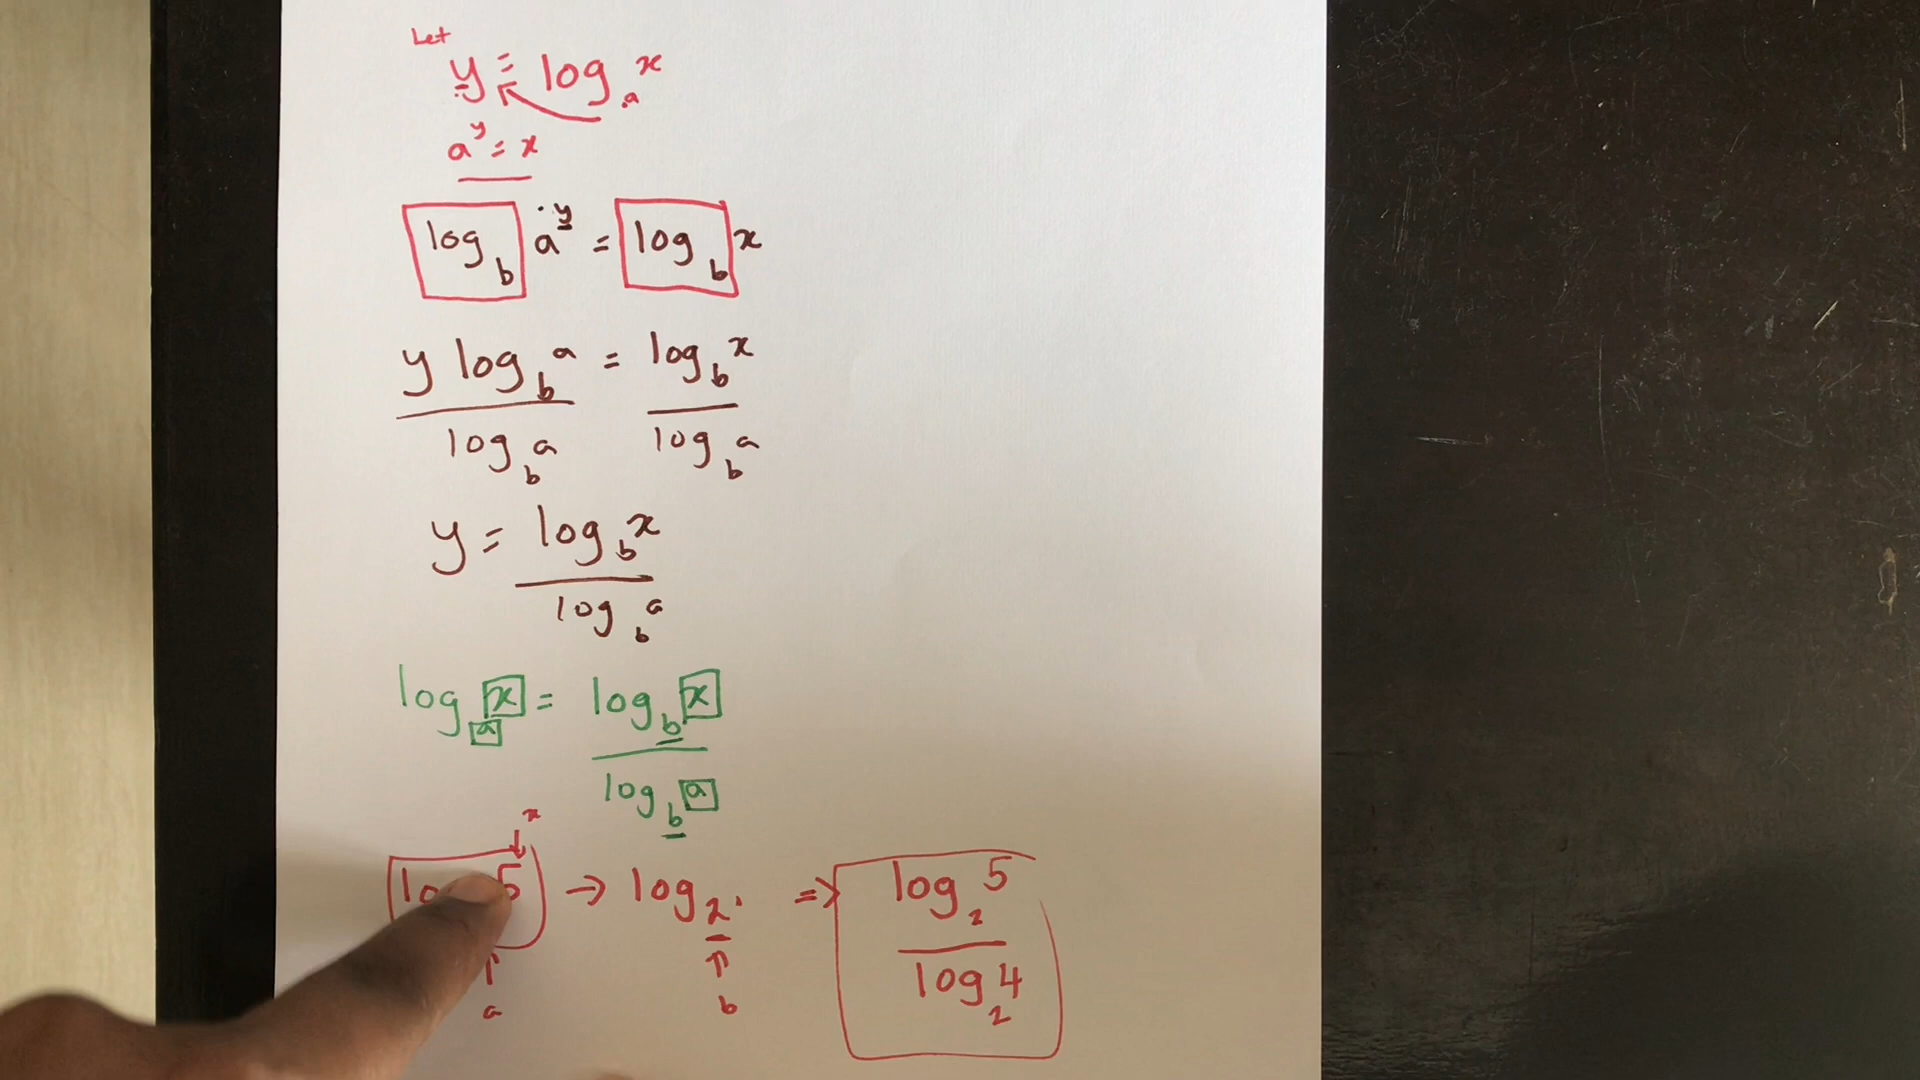 Let
y = log_a x
a^y = x
log_b a^y = log_b x
y log_b a / log_b a = log_b x / log_b a
y = log_b x / log_b a
log_a x = log_b x / log_b a
x
5 → log_2 ⇒ log_2 5 / log_2 4
a b